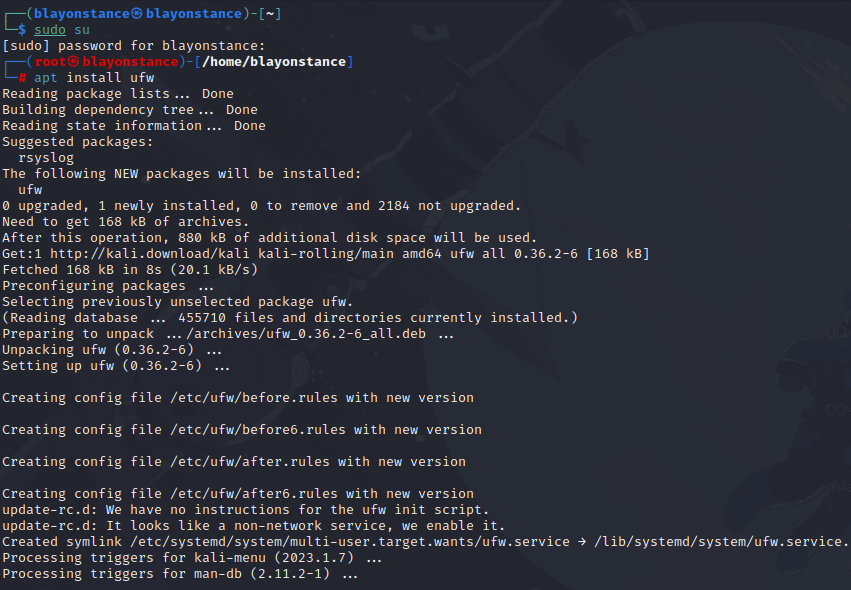 ┌──(blayonstance㉿blayonstance)-[~]
└─$ sudo su
[sudo] password for blayonstance:
┌──(root㉿blayonstance)-[/home/blayonstance]
└─# apt install ufw
Reading package lists... Done
Building dependency tree... Done
Reading state information... Done
Suggested packages:
  rsyslog
The following NEW packages will be installed:
  ufw
0 upgraded, 1 newly installed, 0 to remove and 2184 not upgraded.
Need to get 168 kB of archives.
After this operation, 880 kB of additional disk space will be used.
Get:1 http://kali.download/kali kali-rolling/main amd64 ufw all 0.36.2-6 [168 kB]
Fetched 168 kB in 8s (20.1 kB/s)
Preconfiguring packages ...
Selecting previously unselected package ufw.
(Reading database ... 455710 files and directories currently installed.)
Preparing to unpack .../archives/ufw_0.36.2-6_all.deb ...
Unpacking ufw (0.36.2-6) ...
Setting up ufw (0.36.2-6) ...
Creating config file /etc/ufw/before.rules with new version
Creating config file /etc/ufw/before6.rules with new version
Creating config file /etc/ufw/after.rules with new version
Creating config file /etc/ufw/after6.rules with new version
update-rc.d: We have no instructions for the ufw init script.
update-rc.d: It looks like a non-network service, we enable it.
Created symlink /etc/systemd/system/multi-user.target.wants/ufw.service → /lib/systemd/system/ufw.service.
Processing triggers for kali-menu (2023.1.7) ...
Processing triggers for man-db (2.11.2-1) ...